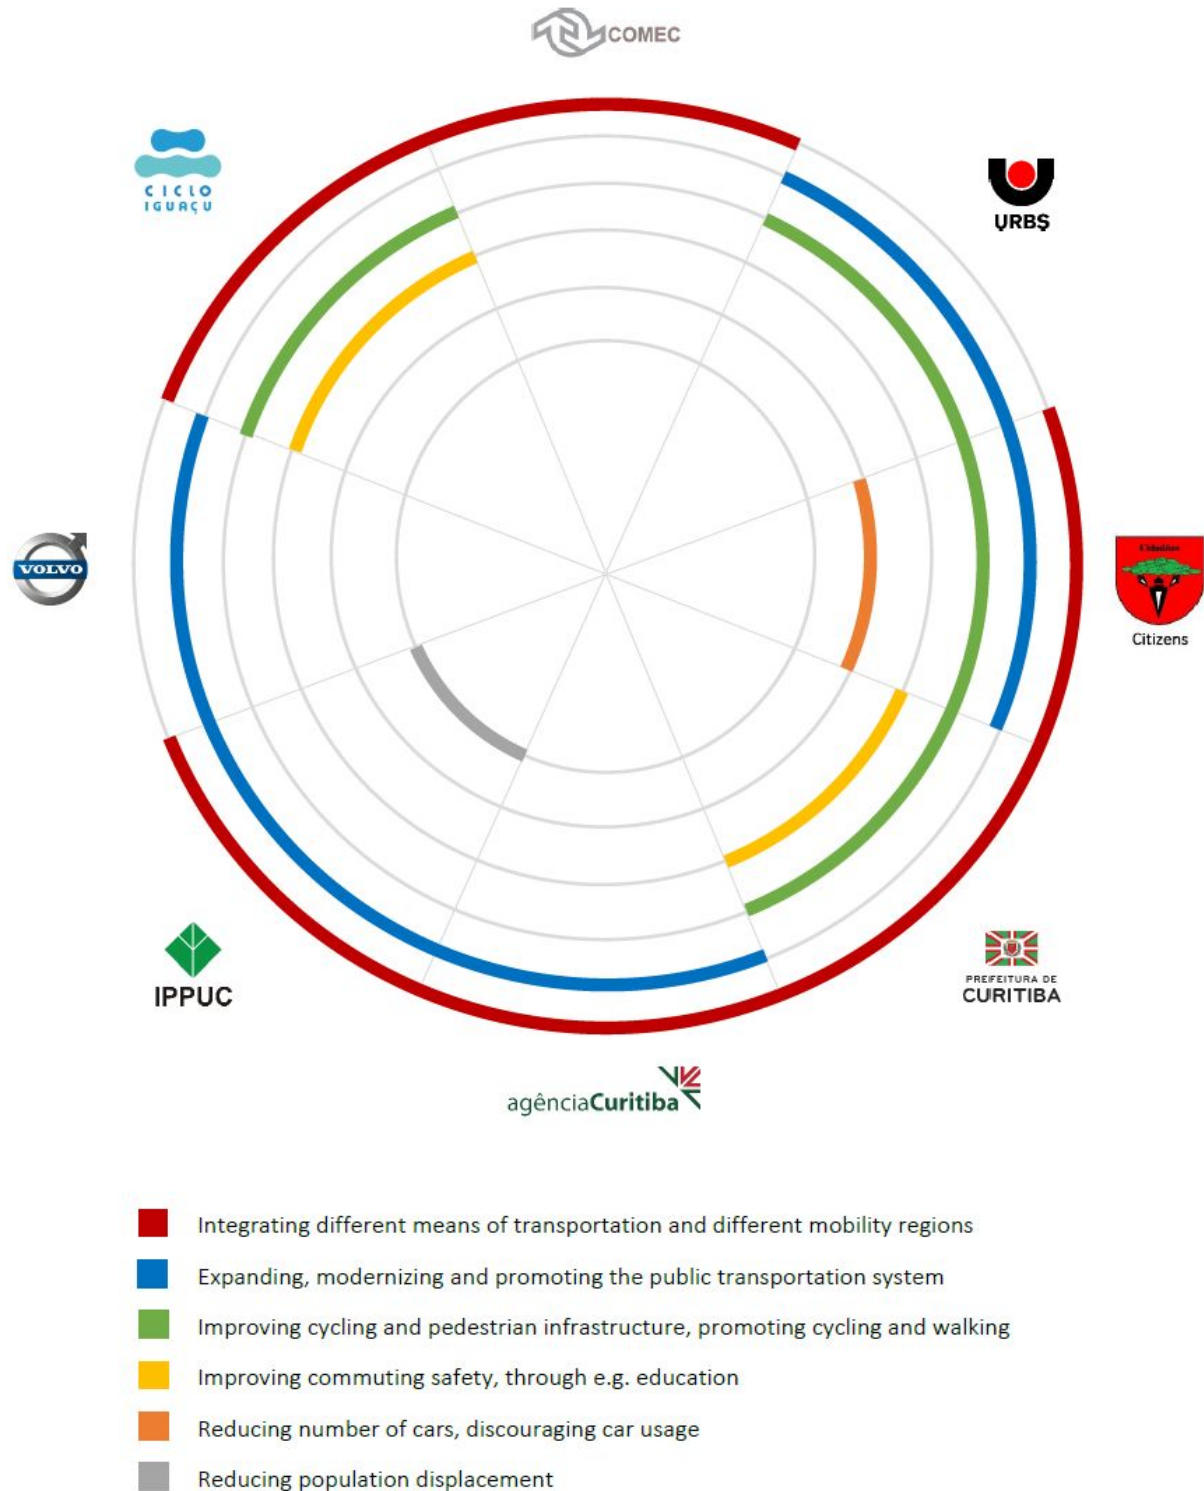 COMEC
CICLO
IGUAÇU
URBS
VOLVO
Cidadãos
Citizens
IPPUC
PREFEITURA DE
CURITIBA
agênciaCuritiba
Integrating different means of transportation and different mobility regions
Expanding, modernizing and promoting the public transportation system
Improving cycling and pedestrian infrastructure, promoting cycling and walking
Improving commuting safety, through e.g. education
Reducing number of cars, discouraging car usage
Reducing population displacement